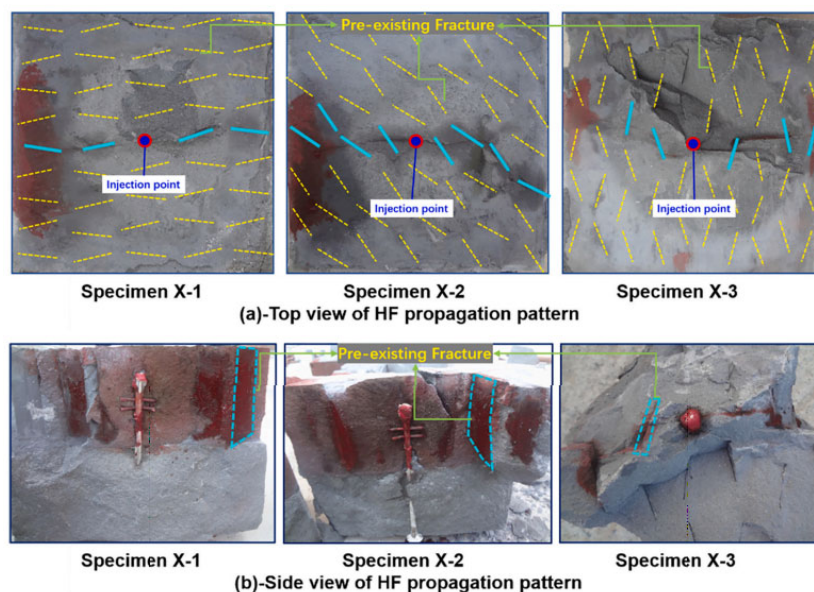 Pre-existing Fracture
Injection point
Injection point
Injection point
Specimen X-1
Specimen X-2
Specimen X-3
(a)-Top view of HF propagation pattern
Pre-existing Fracture
Specimen X-1
Specimen X-2
Specimen X-3
(b)-Side view of HF propagation pattern